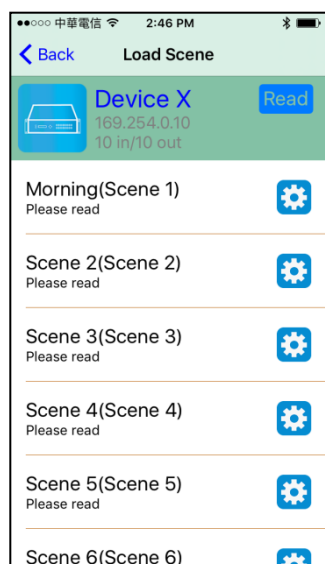 中華電信 2:46 PM
Back Load Scene
Device X Read
169.254.0.10
10 in/10 out
Morning(Scene 1)
Please read
Scene 2(Scene 2)
Please read
Scene 3(Scene 3)
Please read
Scene 4(Scene 4)
Please read
Scene 5(Scene 5)
Please read
Scene 6(Scene 6)